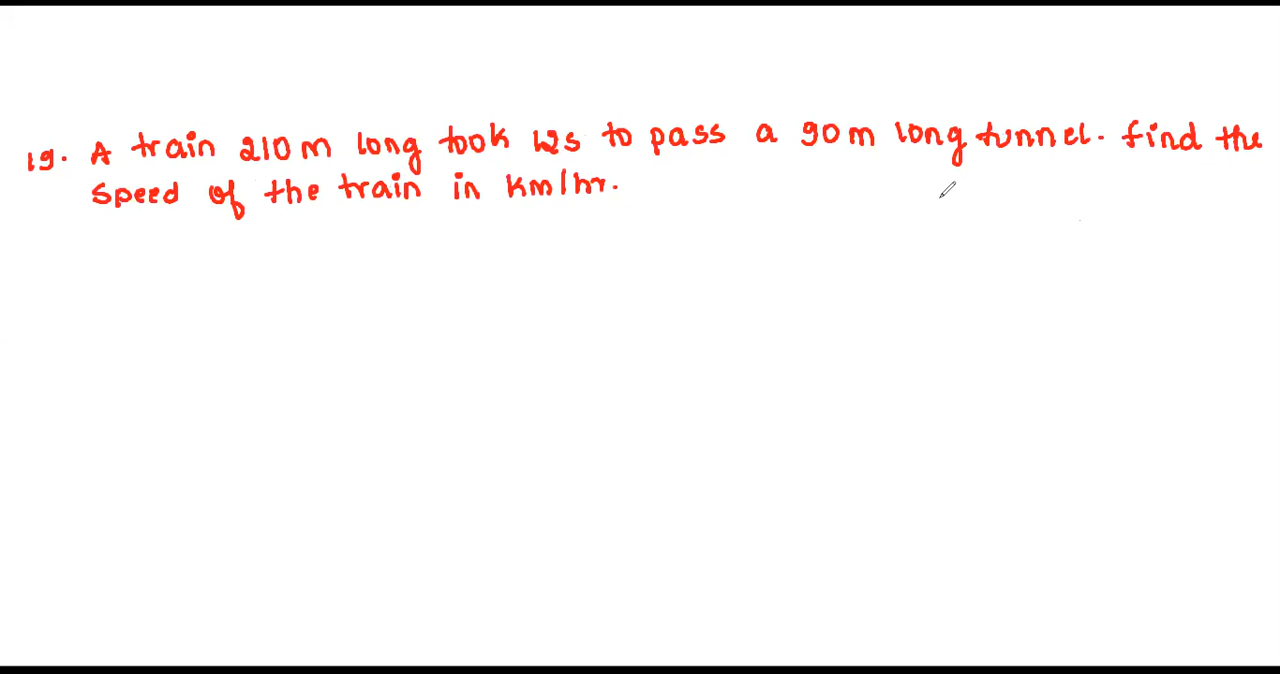 19. A train 210m long took 12s to pass a 90m long tunnel. find the
speed of the train in km/hr.